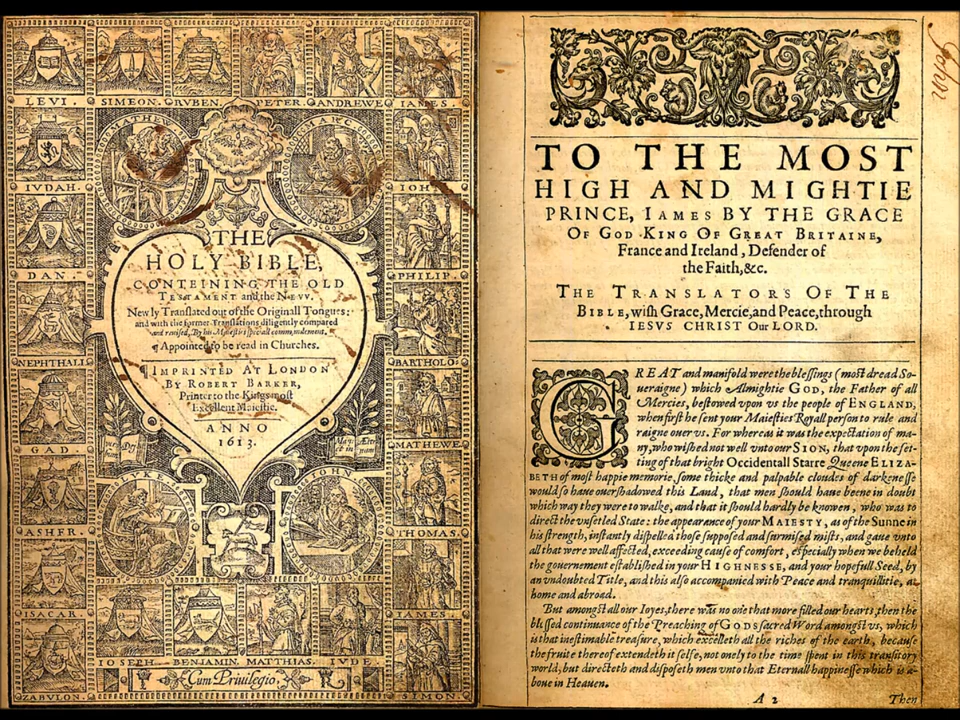 LEVI. SIMEON. RVBEN. PETER. ANDREWE IAMES.
MATHEW MARC
IVDAH. IOHN
DAN. PHILIP.
NEPHTHALI BARTHOLO:
GAD. MATHEWE
ASHER. THOMAS.
ISACAR. IAMES
ZABVLON. SIMON.
THE
HOLY BIBLE,
CONTEINING THE OLD
TESTAMENT and the NEVV.
Newly Translated out of the Originall Tongues:
and with the former Translations diligently compared
and reuised, By his Maiesties speciall commandement.
¶ Appointed to be read in Churches.
¶ IMPRINTED AT LONDON
BY ROBERT BARKER,
Printer to the Kings most
Excellent Maiestie.
ANNO
1613.
LVKE IOHN
IOSEPH BENJAMIN. MATTHIAS. IVDE.
Cum Priuilegio.
John
TO THE MOST
HIGH AND MIGHTIE
PRINCE, IAMES BY THE GRACE
OF GOD KING OF GREAT BRITAINE,
France and Ireland, Defender of
the Faith, &c.
THE TRANSLATORS OF THE
BIBLE, wish Grace, Mercie, and Peace, through
IESVS CHRIST Our LORD.
GREAT and manifold were the blessings (most dread So-
ueraigne) which Almightie GOD, the Father of all
Mercies, bestowed vpon vs the people of ENGLAND,
when first he sent your Maiesties Royall person to rule and
raigne ouer vs. For whereas it was the expectation of ma-
ny, who wished not well vnto our SION, that vpon the set-
ting of that bright Occidentall Starre Queene ELIZA-
BETH of most happie memorie, some thicke and palpable cloudes of darkenesse
would so haue ouershadowed this Land, that men should haue beene in doubt
which way they were to walke, and that it should hardly be knowen, who was to
direct the vnsetled State: the appearance of your MAIESTY, as of the Sunne in
his strength, instantly dispelled those supposed and surmised mists, and gaue vnto
all that were well affected, exceeding cause of comfort, especially when we beheld
the gouernement established in your HIGHNESSE, and your hopefull Seed, by
an vndoubted Title, and this also accompanied with Peace and tranquillitie, at
home and abroad.
But amongst all our Ioyes, there was no one that more filled our hearts, then the
blessed continuance of the Preaching of GODS sacred Word amongst vs, which
is that inestimable treasure, which excelleth all the riches of the earth, because
the fruite thereof extendeth it selfe, not onely to the time spent in this transitory
world, but directeth and disposeth men vnto that Eternall happinesse which is a-
boue in Heauen.
A 2 Then